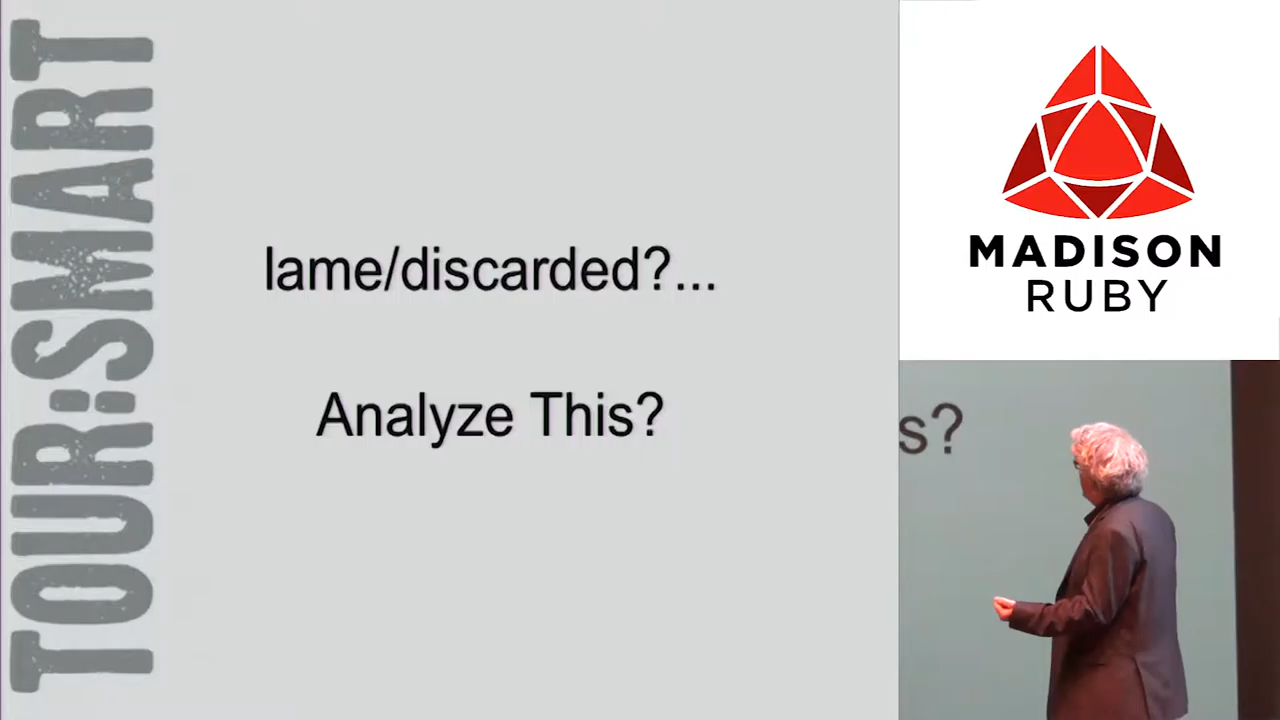 TOUR:SMART
lame/discarded?...
Analyze This?
MADISON
RUBY
s?